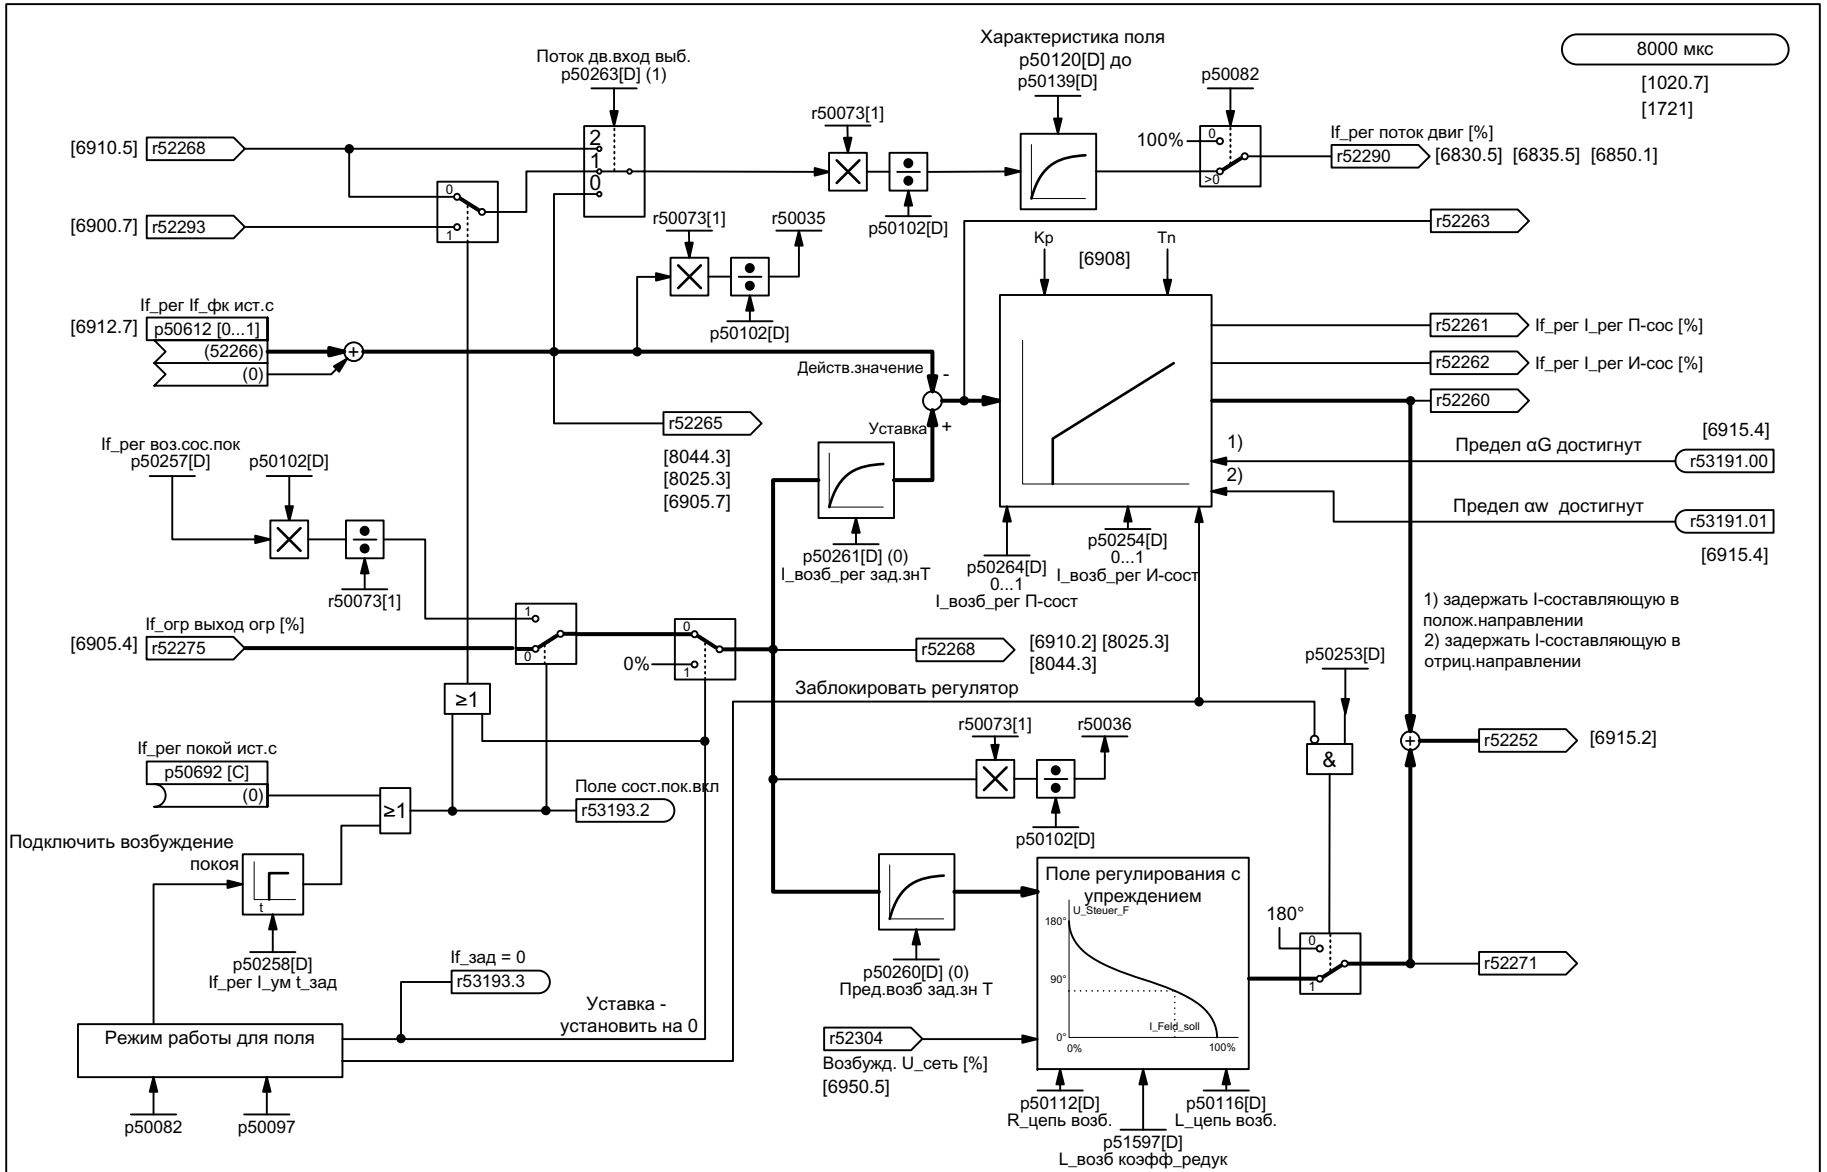 8000 мкс
[1020.7]
[1721]
Поток дв.вход выб.
p50263[D] (1)
2
1
0
Характеристика поля
p50120[D] до
p50139[D]
p50082
r50073[1]
100%
0
>0
If_рег поток двиг [%]
r52290
[6830.5] [6835.5] [6850.1]
[6910.5]
r52268
[6900.7]
r52293
0
1
p50102[D]
r50073[1]
r50035
p50102[D]
r52263
Kp
Tn
[6908]
If_рег If_фк ист.с
[6912.7]
p50612 [0...1]
(52266)
(0)
+
Действ.значение
-
Уставка
+
r52261
If_рег I_рег П-сос [%]
r52262
If_рег I_рег И-сос [%]
r52260
r52265
[8044.3]
[8025.3]
[6905.7]
1)
2)
Предел αG достигнут
[6915.4]
r53191.00
Предел αw достигнут
r53191.01
[6915.4]
If_рег воз.сос.пок
p50257[D]
p50102[D]
r50073[1]
p50261[D] (0)
I_возб_рег зад.знТ
p50264[D]
0...1
I_возб_рег П-сост
p50254[D]
0...1
I_возб_рег И-сост
1) задержать I-составляющую в
полож.направлении
2) задержать I-составляющую в
отриц.направлении
If_огр выход огр [%]
[6905.4]
r52275
1
0
0
1
0%
r52268
[6910.2] [8025.3]
[8044.3]
p50253[D]
≥1
Заблокировать регулятор
r50073[1]
r50036
p50102[D]
&
+
r52252
[6915.2]
If_рег покой ист.с
p50692 [C]
(0)
≥1
Поле сост.пок.вкл
r53193.2
Подключить возбуждение
покоя
t
p50258[D]
If_рег I_ум t_зад
If_зад = 0
r53193.3
Уставка -
установить на 0
Режим работы для поля
p50082
p50097
p50260[D] (0)
Пред.возб зад.зн Т
Поле регулирования с
упреждением
U_Steuer_F
180°
90°
0°
I_Feld_soll
0%
100%
180°
0
1
r52271
r52304
Возбужд. U_сеть [%]
[6950.5]
p50112[D]
R_цепь возб.
p50116[D]
L_цепь возб.
p51597[D]
L_возб коэфф_редук